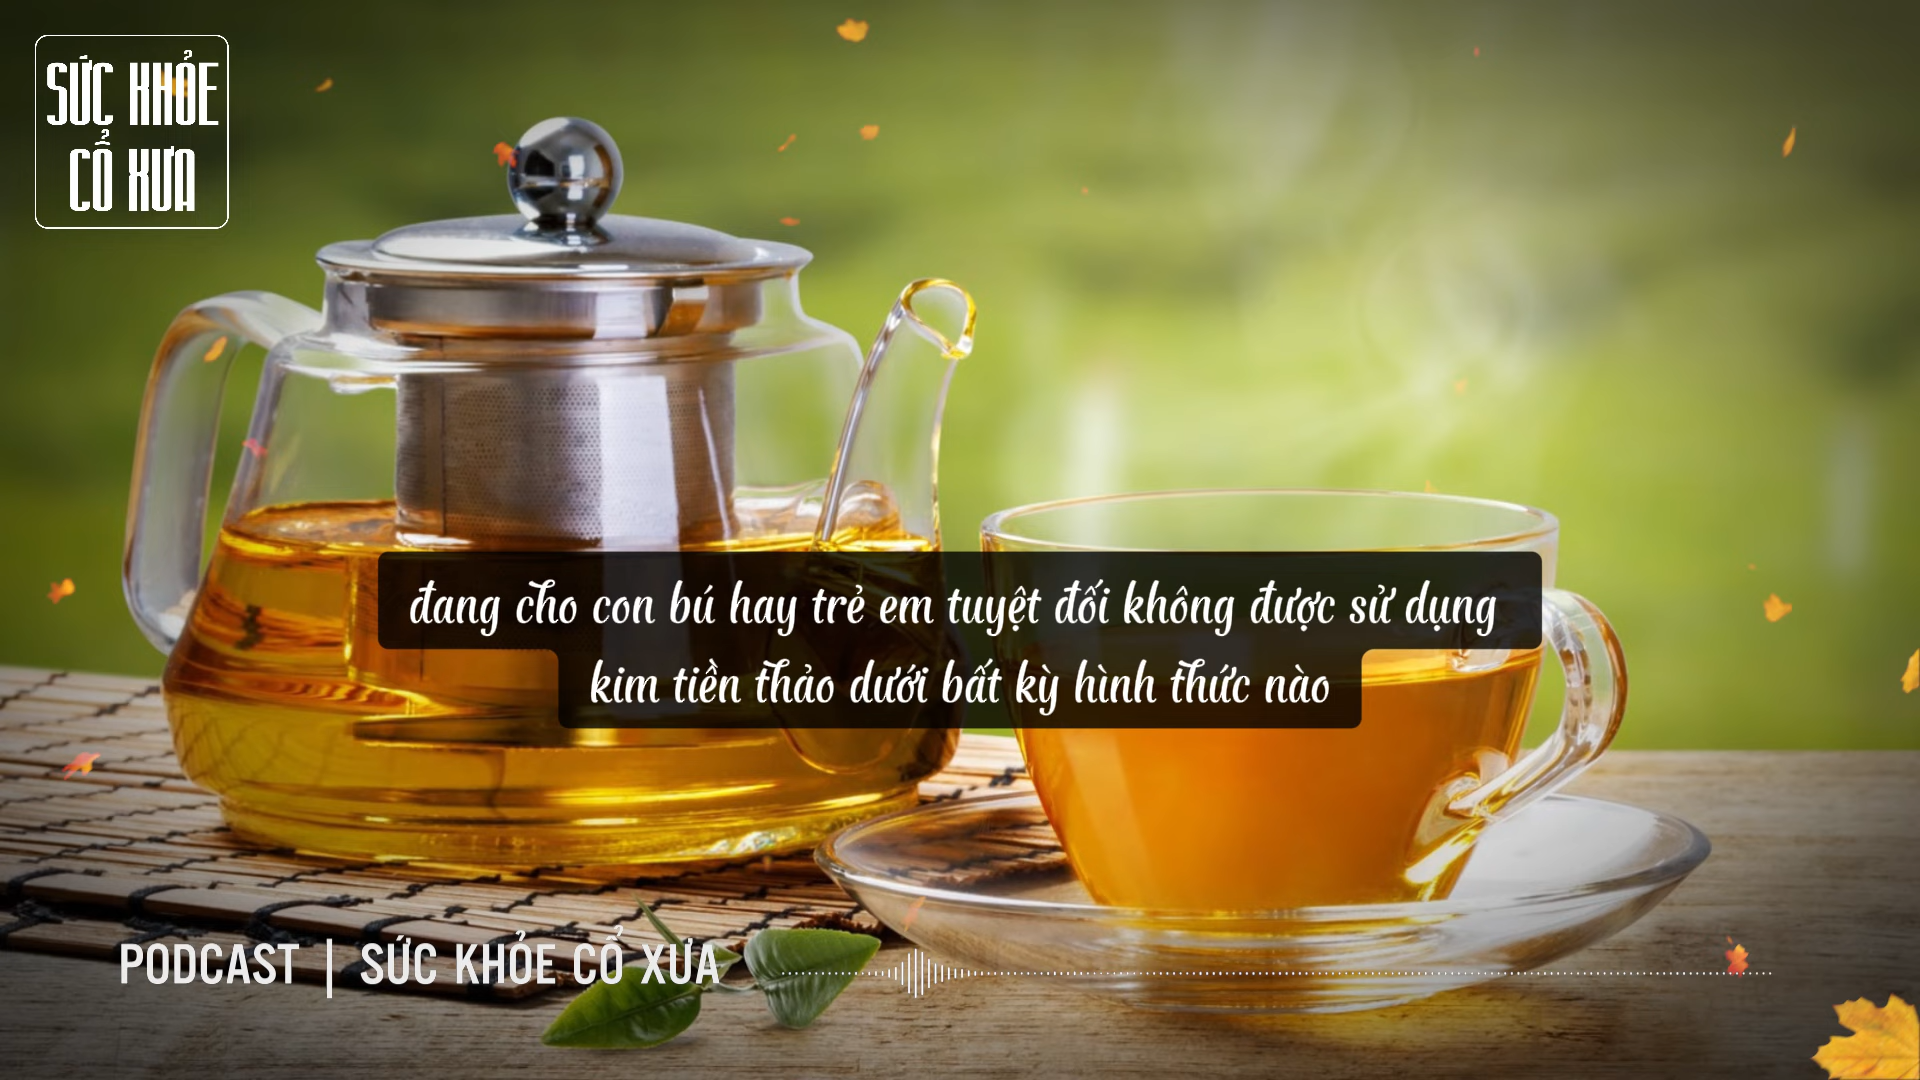 SỨC KHỎE
CỔ XƯA
đang cho con bú hay trẻ em tuyệt đối không được sử dụng
kim tiền thảo dưới bất kỳ hình thức nào
PODCAST | SỨC KHỎE CỔ XƯA